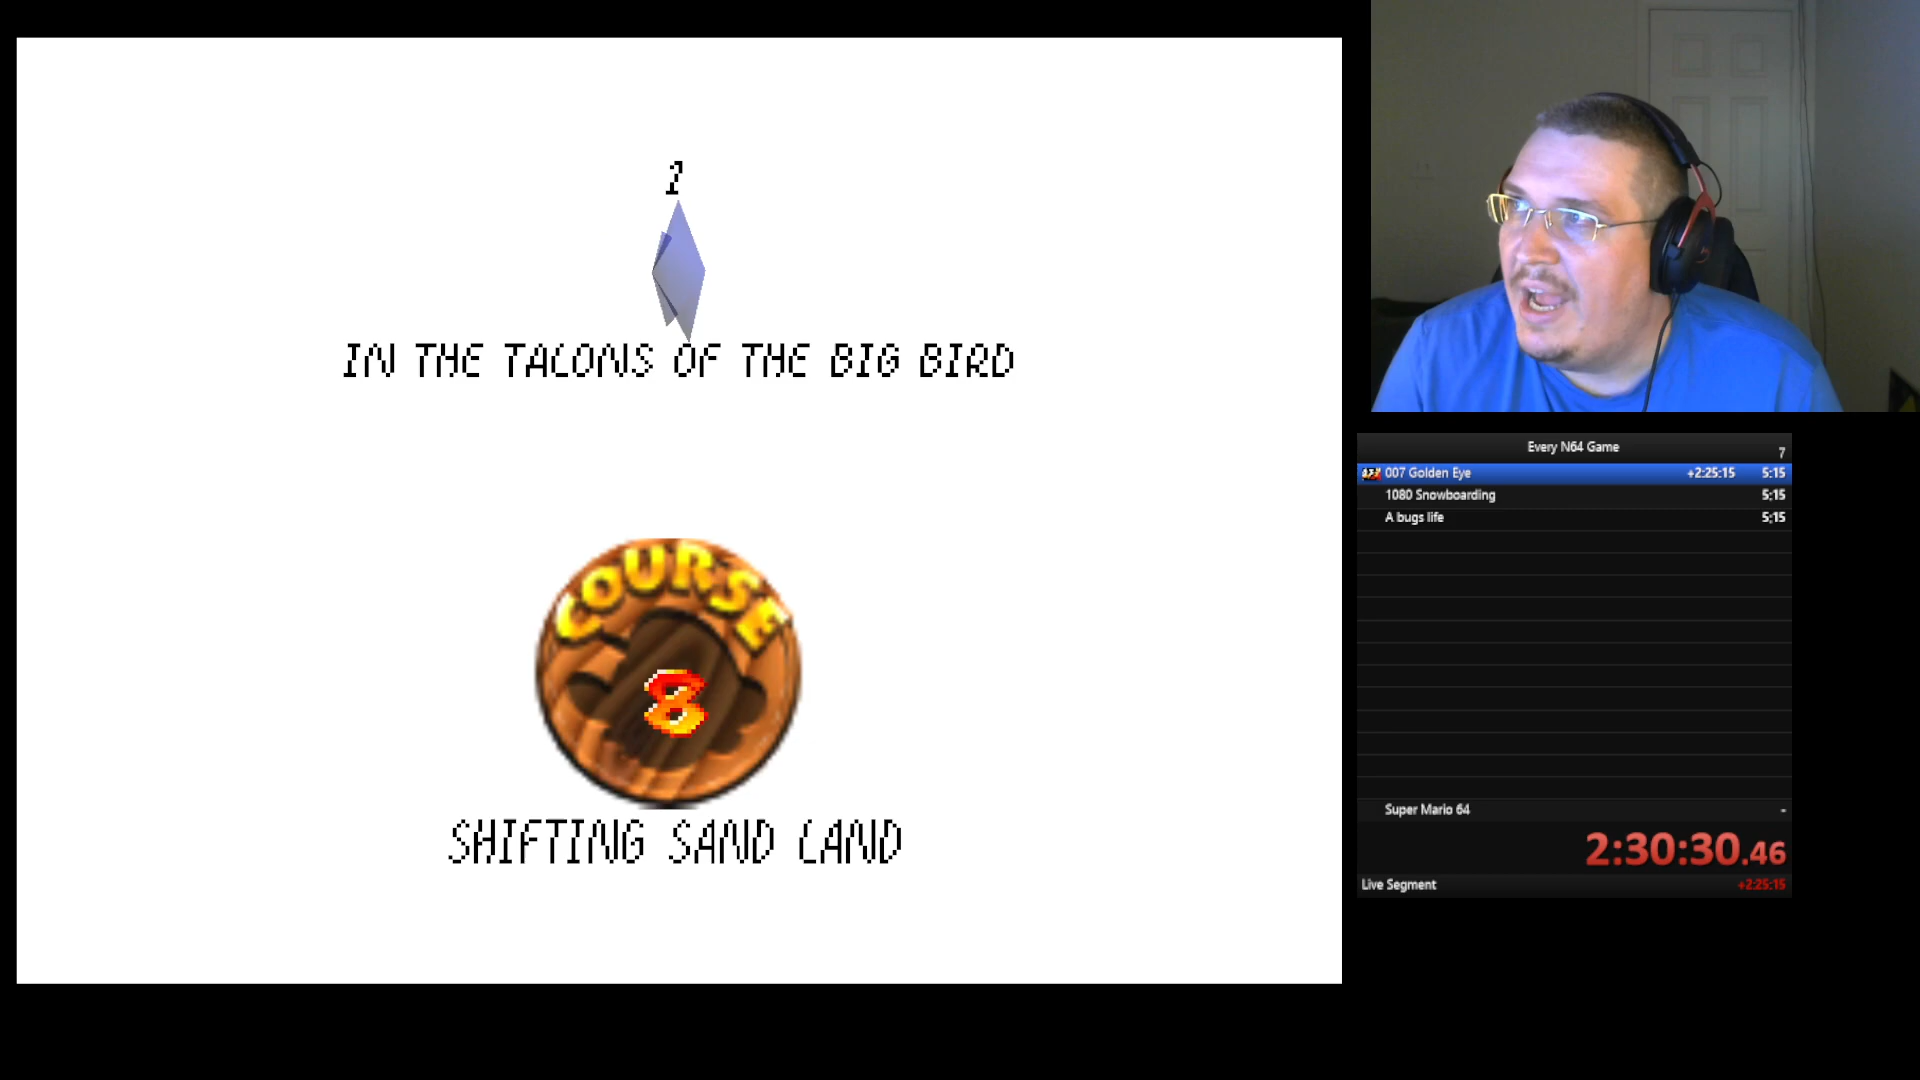 1
IN THE TALONS OF THE BIG BIRD
COURSE
8
SHIFTING SAND LAND
Every N64 Game
7
007 Golden Eye +2:25:15 5:15
1080 Snowboarding 5:15
A bugs life 5:15
Super Mario 64 -
2:30:30.46
Live Segment +2:25:15